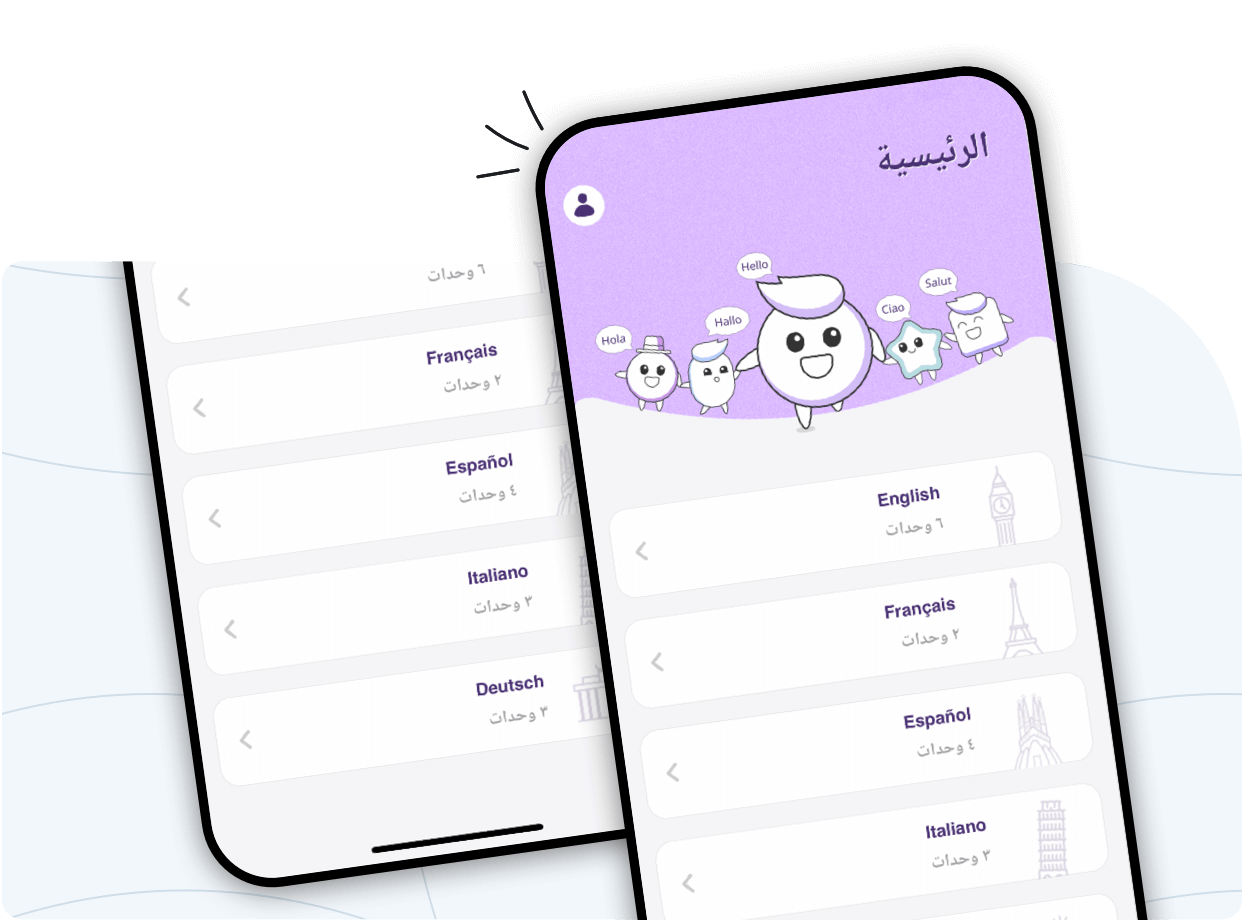 ٦ وحدات
Français
٢ وحدات
Español
٤ وحدات
Italiano
٣ وحدات
Deutsch
٣ وحدات
الرئيسية
Hello
Salut
Ciao
Hallo
Hola
English
٦ وحدات
Français
٢ وحدات
Español
٤ وحدات
Italiano
٣ وحدات